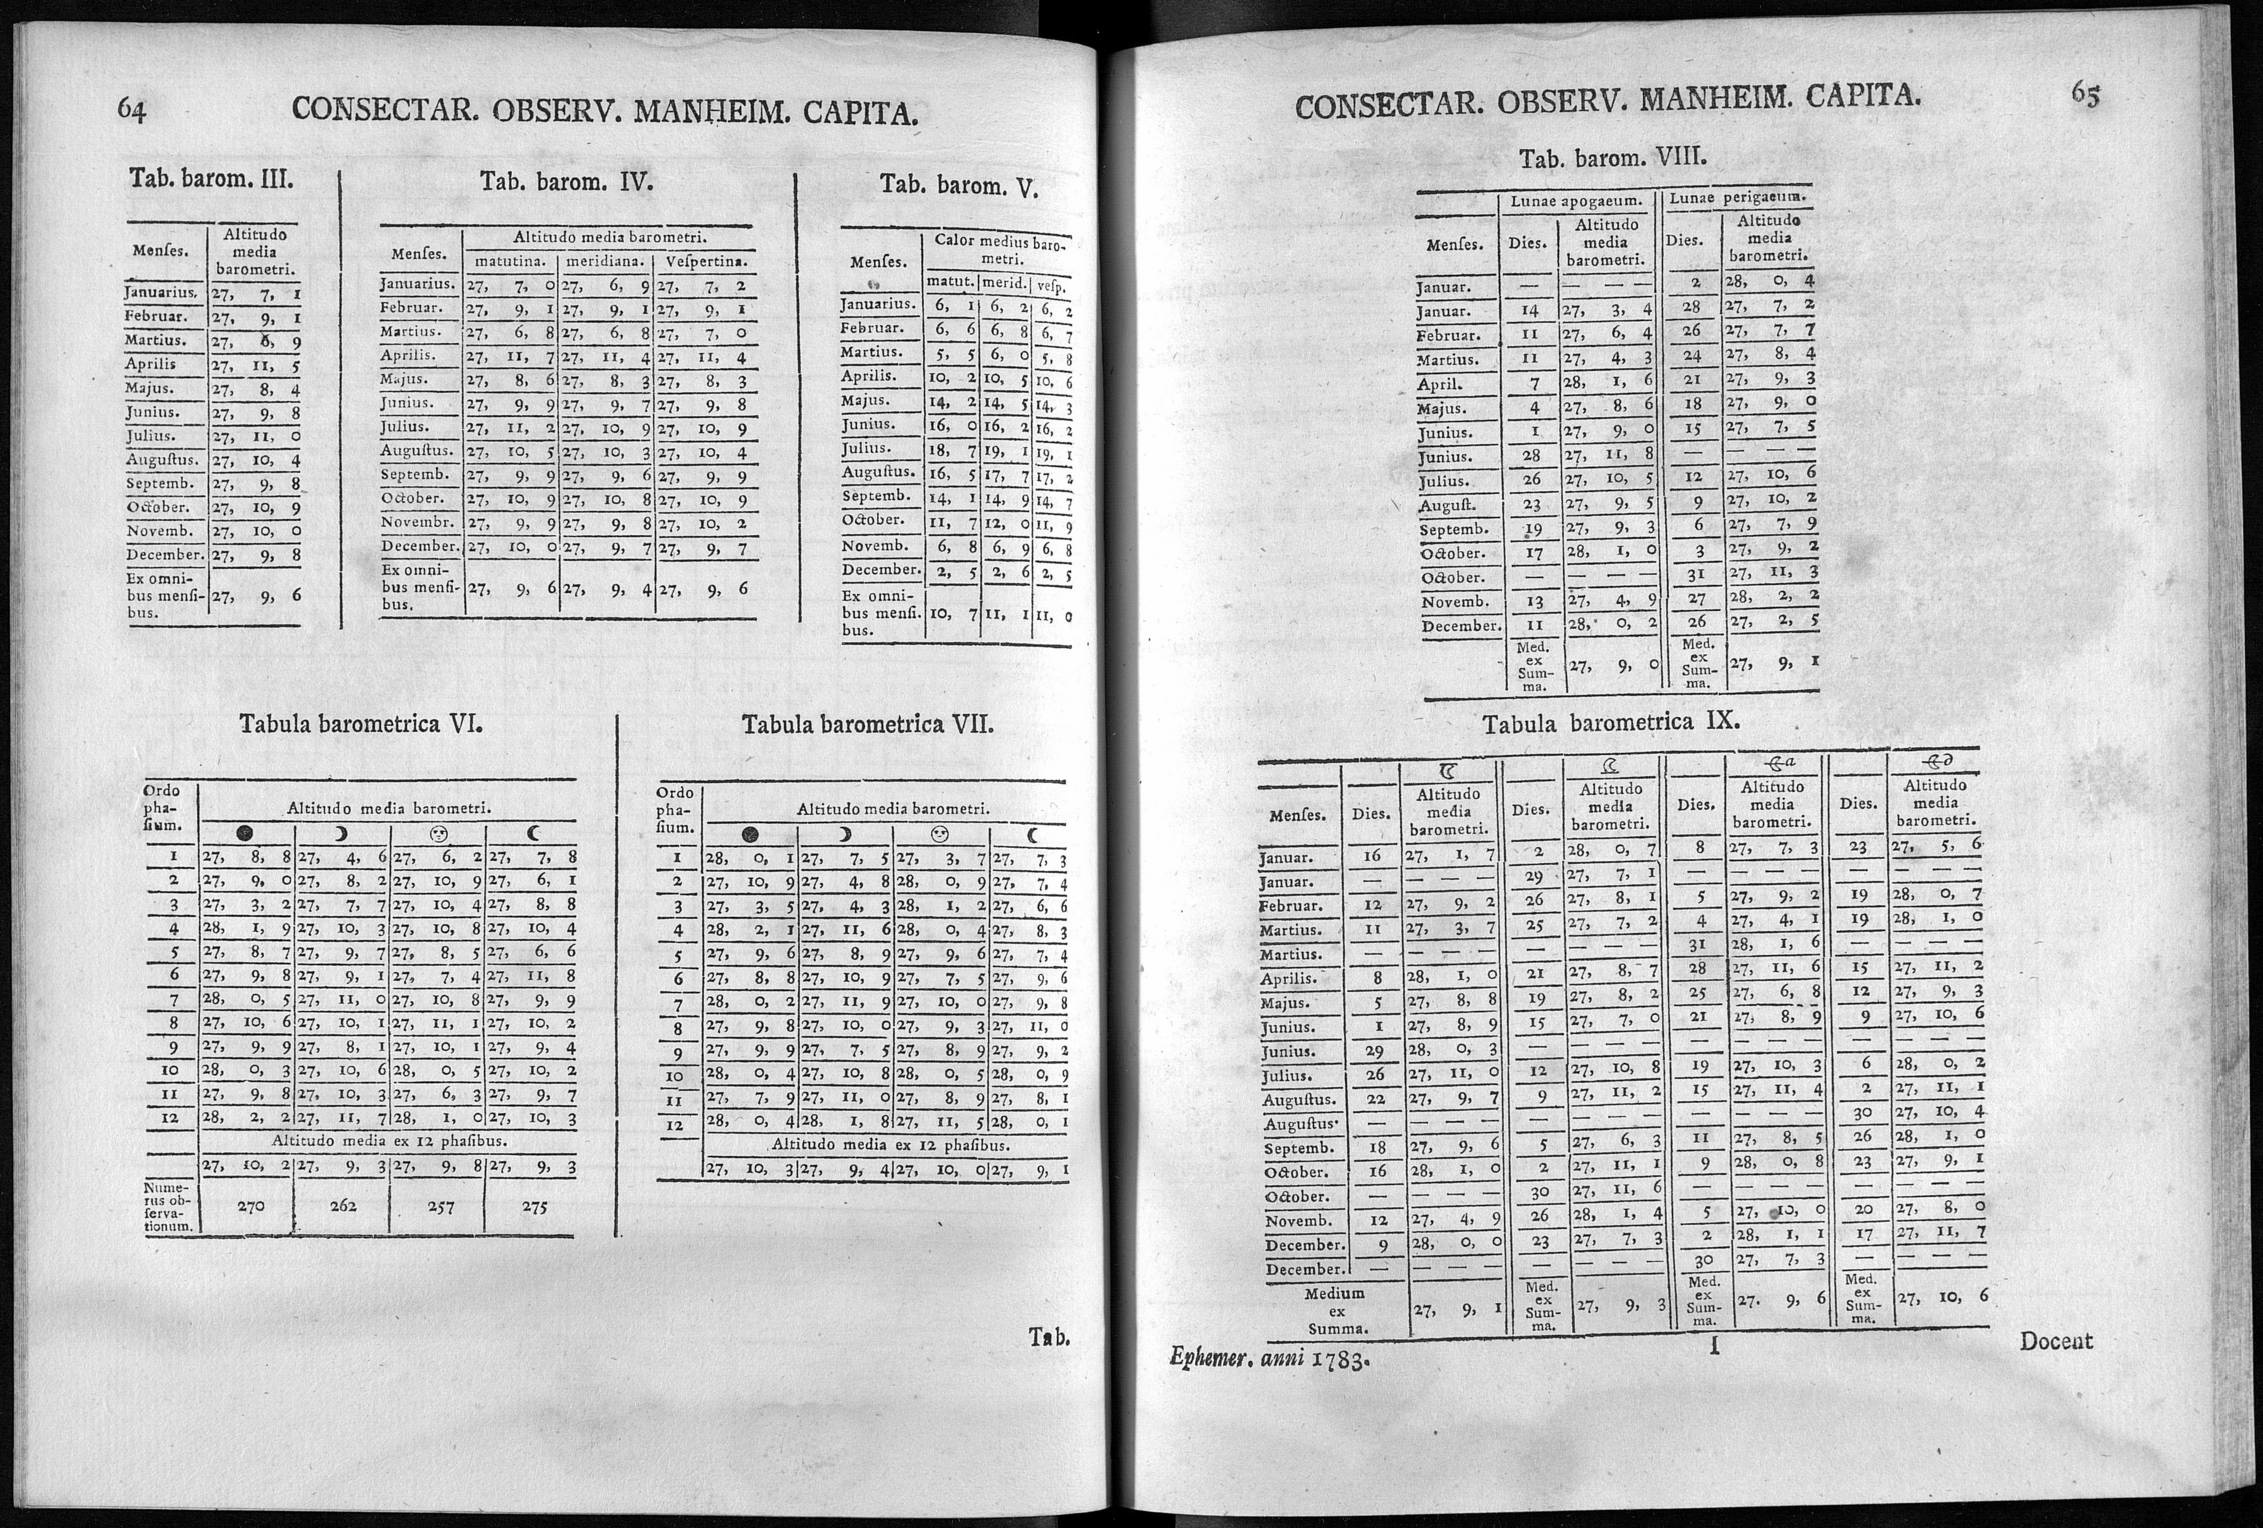 64 CONSECTAR. OBSERV. MANHEIM. CAPITA.
Tab. barom. III.
Menſes. Altitudo media barometri.
Januarius. 27, 7, 1
Februar. 27, 9, 1
Martius. 27, 6, 9
Aprilis 27, 11, 5
Majus. 27, 8, 4
Junius. 27, 9, 8
Julius. 27, 11, 0
Auguſtus. 27, 10, 4
Septemb. 27, 9, 8
October. 27, 10, 9
Novemb. 27, 10, 0
December. 27, 9, 8
Ex omni-
bus menſi- 27, 9, 6
bus.
Tab. barom. IV.
Menſes. Altitudo media barometri.
matutina. meridiana. Veſpertina.
Januarius. 27, 7, 0 27, 6, 9 27, 7, 2
Februar. 27, 9, 1 27, 9, 1 27, 9, 1
Martius. 27, 6, 8 27, 6, 8 27, 7, 0
Aprilis. 27, 11, 7 27, 11, 4 27, 11, 4
Majus. 27, 8, 6 27, 8, 3 27, 8, 3
Junius. 27, 9, 9 27, 9, 7 27, 9, 8
Julius. 27, 11, 2 27, 10, 9 27, 10, 9
Auguſtus. 27, 10, 5 27, 10, 3 27, 10, 4
Septemb. 27, 9, 9 27, 9, 6 27, 9, 9
October. 27, 10, 9 27, 10, 8 27, 10, 9
Novembr. 27, 9, 9 27, 9, 8 27, 10, 2
December. 27, 10, 0 27, 9, 7 27, 9, 7
Ex omni-
bus menſi- 27, 9, 6 27, 9, 4 27, 9, 6
bus.
Tab. barom. V.
Menſes. Calor medius baro-
metri.
matut. merid. veſp.
Januarius. 6, 1 6, 2 6, 2
Februar. 6, 6 6, 8 6, 7
Martius. 5, 5 6, 0 5, 8
Aprilis. 10, 2 10, 5 10, 6
Majus. 14, 2 14, 5 14, 3
Junius. 16, 0 16, 2 16, 2
Julius. 18, 7 19, 1 19, 1
Auguſtus. 16, 5 17, 7 17, 2
Septemb. 14, 1 14, 9 14, 7
October. 11, 7 12, 0 11, 9
Novemb. 6, 8 6, 9 6, 8
December. 2, 5 2, 6 2, 5
Ex omni-
bus menſi. 10, 7 11, 1 11, 0
bus.
Tabula barometrica VI.
Ordo
pha-
ſium. Altitudo media barometri.
● ☽ 🌝 ☾
1 27, 8, 8 27, 4, 6 27, 6, 2 27, 7, 8
2 27, 9, 0 27, 8, 2 27, 10, 9 27, 6, 1
3 27, 3, 2 27, 7, 7 27, 10, 4 27, 8, 8
4 28, 1, 9 27, 10, 3 27, 10, 8 27, 10, 4
5 27, 8, 7 27, 9, 7 27, 8, 5 27, 6, 6
6 27, 9, 8 27, 9, 1 27, 7, 4 27, 11, 8
7 28, 0, 5 27, 11, 0 27, 10, 8 27, 9, 9
8 27, 10, 6 27, 10, 1 27, 11, 1 27, 10, 2
9 27, 9, 9 27, 8, 1 27, 10, 1 27, 9, 4
10 28, 0, 3 27, 10, 6 28, 0, 5 27, 10, 2
11 27, 9, 8 27, 10, 3 27, 6, 3 27, 9, 7
12 28, 2, 2 27, 11, 7 28, 1, 0 27, 10, 3
Altitudo media ex 12 phaſibus.
27, 10, 2 27, 9, 3 27, 9, 8 27, 9, 3
Nume-
rus ob-
ſerva-
tionum. 270 262 257 275
Tabula barometrica VII.
Ordo
pha-
ſium. Altitudo media barometri.
● ☽ 🌝 ☾
1 28, 0, 1 27, 7, 5 27, 3, 7 27, 7, 3
2 27, 10, 9 27, 4, 8 28, 0, 9 27, 7, 4
3 27, 3, 5 27, 4, 3 28, 1, 2 27, 6, 6
4 28, 2, 1 27, 11, 6 28, 0, 4 27, 8, 3
5 27, 9, 6 27, 8, 9 27, 9, 6 27, 7, 4
6 27, 8, 8 27, 10, 9 27, 7, 5 27, 9, 6
7 28, 0, 2 27, 11, 9 27, 10, 0 27, 9, 8
8 27, 9, 8 27, 10, 0 27, 9, 3 27, 11, 0
9 27, 9, 9 27, 7, 5 27, 8, 9 27, 9, 2
10 28, 0, 4 27, 10, 8 28, 0, 5 28, 0, 9
11 27, 7, 9 27, 11, 0 27, 8, 9 27, 8, 1
12 28, 0, 4 28, 1, 8 27, 11, 5 28, 0, 1
Altitudo media ex 12 phaſibus.
27, 10, 3 27, 9, 4 27, 10, 0 27, 9, 1
Tab.
CONSECTAR. OBSERV. MANHEIM. CAPITA. 65
Tab. barom. VIII.
Lunae apogaeum. Lunae perigaeum.
Menſes. Dies. Altitudo media barometri. Dies. Altitudo media barometri.
Januar. — — — — 2 28, 0, 4
Januar. 14 27, 3, 4 28 27, 7, 2
Februar. 11 27, 6, 4 26 27, 7, 7
Martius. 11 27, 4, 3 24 27, 8, 4
April. 7 28, 1, 6 21 27, 9, 3
Majus. 4 27, 8, 6 18 27, 9, 0
Junius. 1 27, 9, 0 15 27, 7, 5
Junius. 28 27, 11, 8 — — — —
Julius. 26 27, 10, 5 12 27, 10, 6
Auguſt. 23 27, 9, 5 9 27, 10, 2
Septemb. 19 27, 9, 3 6 27, 7, 9
October. 17 28, 1, 0 3 27, 9, 2
October. — — — — 31 27, 11, 3
Novemb. 13 27, 4, 9 27 28, 2, 2
December. 11 28, 0, 2 26 27, 2, 5
Med. ex Sum-
ma. 27, 9, 0 Med. ex Sum-
ma. 27, 9, 1
Tabula barometrica IX.
Menſes. Dies. Altitudo media barometri. Dies. Altitudo media barometri. Dies. Altitudo media barometri. Dies. Altitudo media barometri.
Januar. 16 27, 1, 7 2 28, 0, 7 8 27, 7, 3 23 27, 5, 6
Januar. — — — — 29 27, 7, 1 — — — — — — — —
Februar. 12 27, 9, 2 26 27, 8, 1 5 27, 9, 2 19 28, 0, 7
Martius. 11 27, 3, 7 25 27, 7, 2 4 27, 4, 1 19 28, 1, 0
Martius. — — — — — — — — 31 28, 1, 6 — — — —
Aprilis. 8 28, 1, 0 21 27, 8, 7 28 27, 11, 6 15 27, 11, 2
Majus. 5 27, 8, 8 19 27, 8, 2 25 27, 6, 8 12 27, 9, 3
Junius. 1 27, 8, 9 15 27, 7, 0 21 27, 8, 9 9 27, 10, 6
Junius. 29 28, 0, 3 — — — — — — — — — — — —
Julius. 26 27, 11, 0 12 27, 10, 8 19 27, 10, 3 6 28, 0, 2
Auguſtus. 22 27, 9, 7 9 27, 11, 2 15 27, 11, 4 2 27, 11, 1
Auguſtus. — — — — — — — — — — — — 30 27, 10, 4
Septemb. 18 27, 9, 6 5 27, 6, 3 11 27, 8, 5 26 28, 1, 0
October. 16 28, 1, 0 2 27, 11, 1 9 28, 0, 8 23 27, 9, 1
October. — — — — 30 27, 11, 6 — — — — — — — —
Novemb. 12 27, 4, 9 26 28, 1, 4 5 27, 10, 0 20 27, 8, 0
December. 9 28, 0, 0 23 27, 7, 3 2 28, 1, 1 17 27, 11, 7
December. — — — — — — — — 30 27, 7, 3 — — — —
Medium ex Summa. 27, 9, 1 Med. ex Sum-
ma. 27, 9, 3 Med. ex Sum-
ma. 27. 9, 6 Med. ex Sum-
ma. 27, 10, 6
Ephemer. anni 1783. I Docent